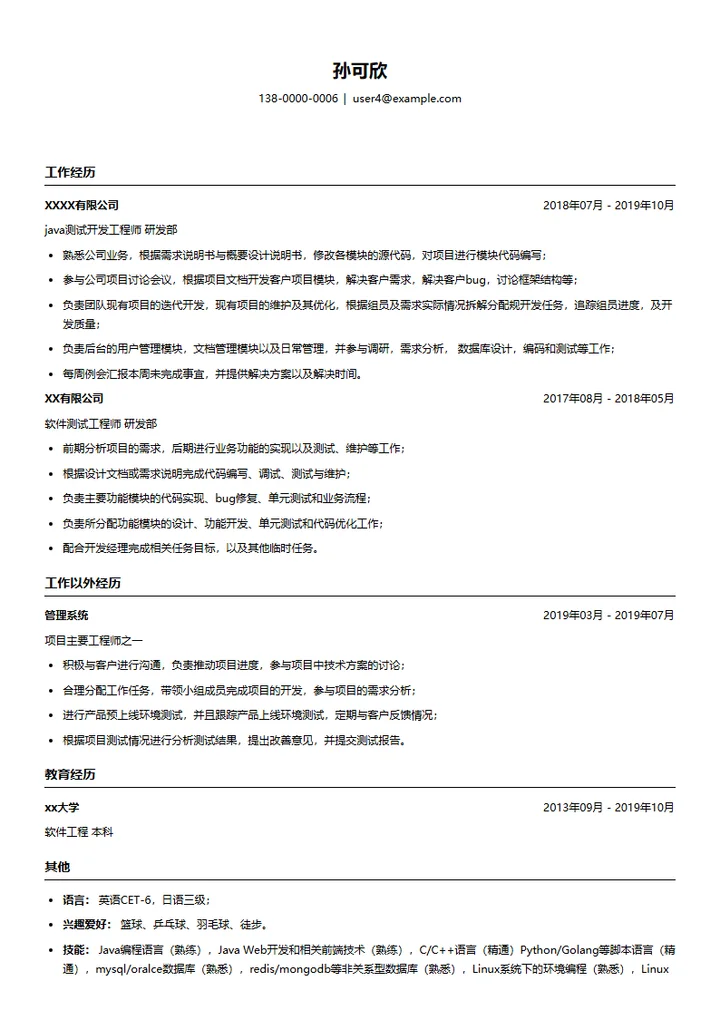 孙可欣
138-0000-0006 | user4@example.com
工作经历
XXXX有限公司 2018年07月 - 2019年10月
java测试开发工程师 研发部
• 熟悉公司业务，根据需求说明书与概要设计说明书，修改各模块的源代码，对项目进行模块代码编写；
• 参与公司项目讨论会议，根据项目文档开发客户项目模块，解决客户需求，解决客户bug，讨论框架结构等；
• 负责团队现有项目的迭代开发，现有项目的维护及其优化，根据组员及需求实际情况拆解分配规开发任务，追踪组员进度，及开
发质量；
• 负责后台的用户管理模块，文档管理模块以及日常管理，并参与调研，需求分析， 数据库设计，编码和测试等工作；
• 每周例会汇报本周未完成事宜，并提供解决方案以及解决时间。
XX有限公司 2017年08月 - 2018年05月
软件测试工程师 研发部
• 前期分析项目的需求，后期进行业务功能的实现以及测试、维护等工作；
• 根据设计文档或需求说明完成代码编写、调试、测试与维护；
• 负责主要功能模块的代码实现、bug修复、单元测试和业务流程；
• 负责所分配功能模块的设计、功能开发、单元测试和代码优化工作；
• 配合开发经理完成相关任务目标，以及其他临时任务。
工作以外经历
管理系统 2019年03月 - 2019年07月
项目主要工程师之一
• 积极与客户进行沟通，负责推动项目进度，参与项目中技术方案的讨论；
• 合理分配工作任务，带领小组成员完成项目的开发，参与项目的需求分析；
• 进行产品预上线环境测试，并且跟踪产品上线环境测试，定期与客户反馈情况；
• 根据项目测试情况进行分析测试结果，提出改善意见，并提交测试报告。
教育经历
xx大学 2013年09月 - 2019年10月
软件工程 本科
其他
• 语言： 英语CET-6，日语三级；
• 兴趣爱好： 篮球、乒乓球、羽毛球、徒步。
• 技能： Java编程语言（熟练），Java Web开发和相关前端技术（熟练），C/C++语言（精通）Python/Golang等脚本语言（精
通），mysql/oralce数据库（熟悉），redis/mongodb等非关系型数据库（熟悉），Linux系统下的环境编程（熟悉），Linux